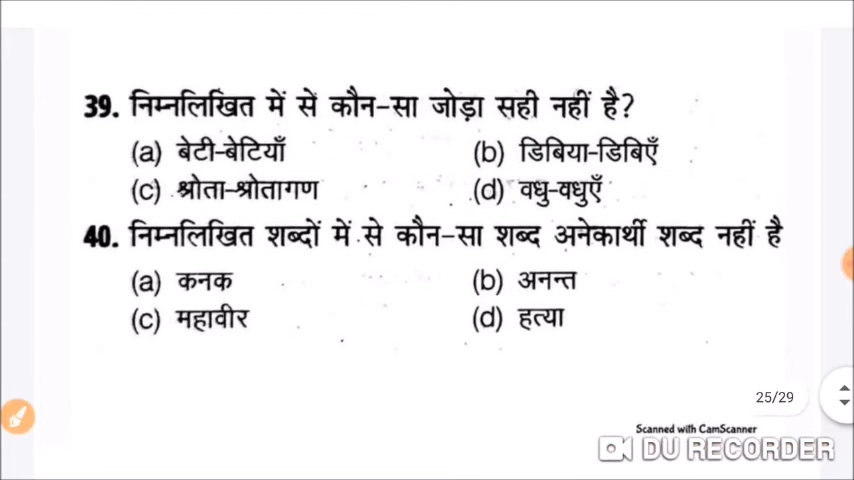 39. निम्नलिखित में से कौन-सा जोड़ा सही नहीं है?
(a) बेटी-बेटियाँ (b) डिबिया-डिबिएँ
(c) श्रोता-श्रोतागण (d) वधु-वधुएँ
40. निम्नलिखित शब्दों में से कौन-सा शब्द अनेकार्थी शब्द नहीं है
(a) कनक (b) अनन्त
(c) महावीर (d) हत्या
25/29
Scanned with CamScanner
DU RECORDER